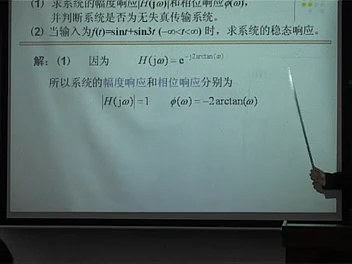 (1) 求系统的幅度响应|H(jω)|和相位响应ϕ(ω),
并判断系统是否为无失真传输系统。
(2) 当输入为f(t)=sint+sin3t (−∞<t<∞) 时，求系统的稳态响应。
解：(1) 因为 H(jω)=e^{-2arctan(ω)}
所以系统的幅度响应和相位响应分别为
|H(jω)|=1 ϕ(ω)=−2arctan(ω)